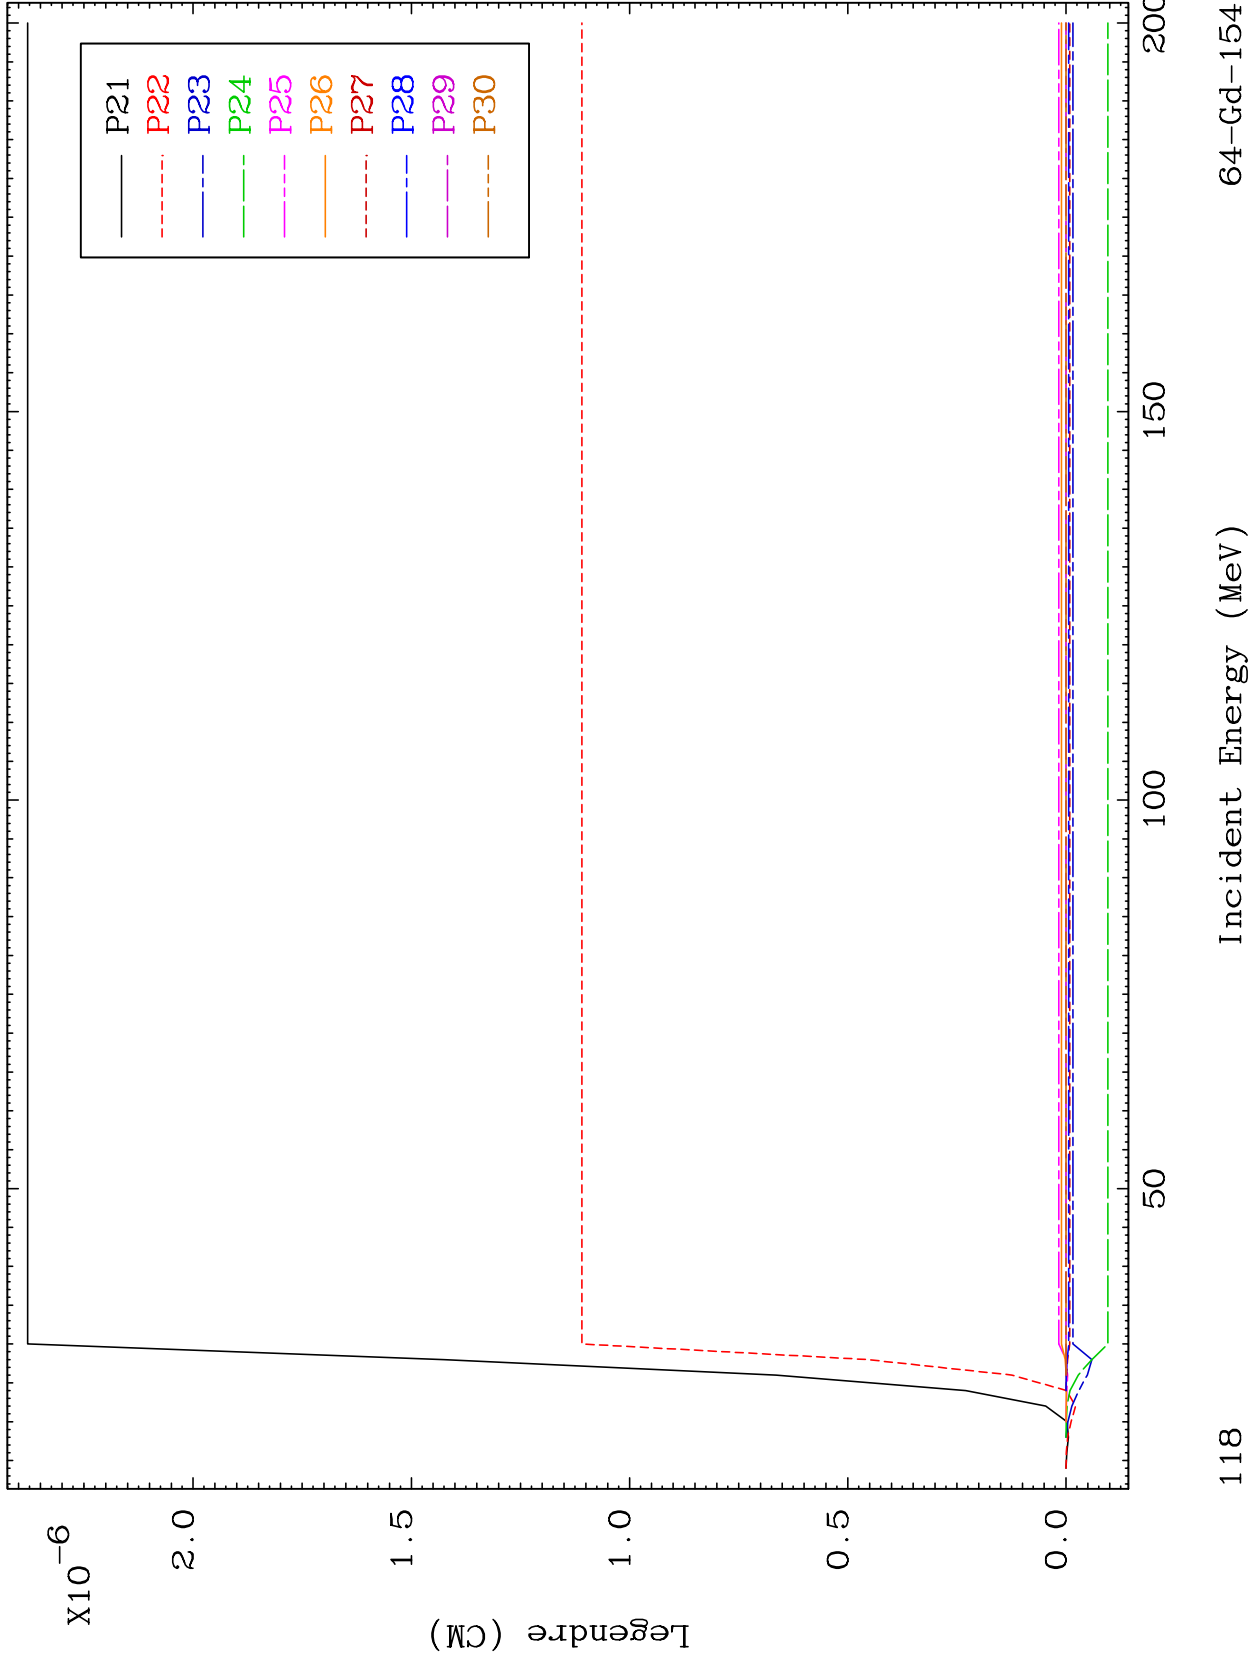 X10-6
2.0
1.5
1.0
0.5
0.0
Legendre (CM)
P21
P22
P23
P24
P25
P26
P27
P28
P29
P30
50
100
150
200
Incident Energy (MeV)
118
64-Gd-154